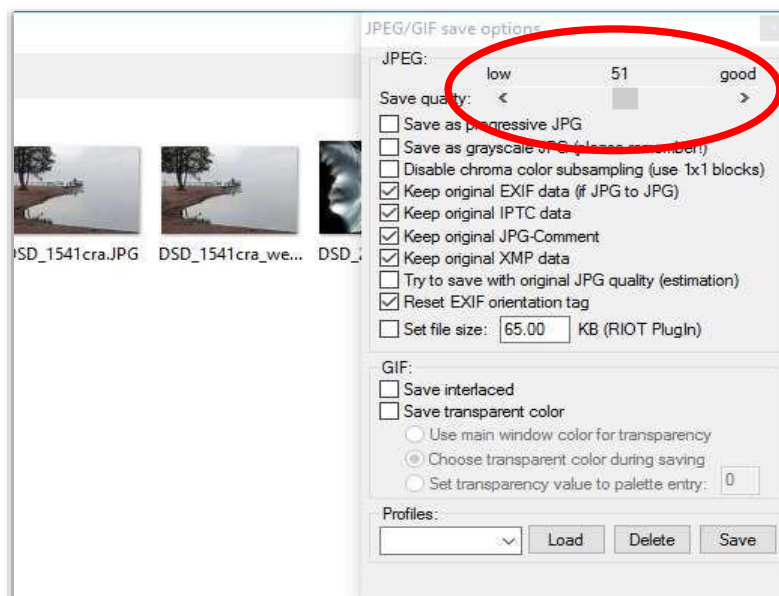 JPEG/GIF save options
JPEG:
low 51 good
Save quality:
Save as progressive JPG
Save as grayscale JPG (please remember!)
Disable chroma color subsampling (use 1x1 blocks)
Keep original EXIF data (if JPG to JPG)
Keep original IPTC data
Keep original JPG-Comment
Keep original XMP data
Try to save with original JPG quality (estimation)
Reset EXIF orientation tag
Set file size: 65.00 KB (RIOT PlugIn)
GIF:
Save interlaced
Save transparent color
Use main window color for transparency
Choose transparent color during saving
Set transparency value to palette entry: 0
Profiles:
Load Delete Save
SD_1541cra.JPG DSD_1541cra_we... DSD_